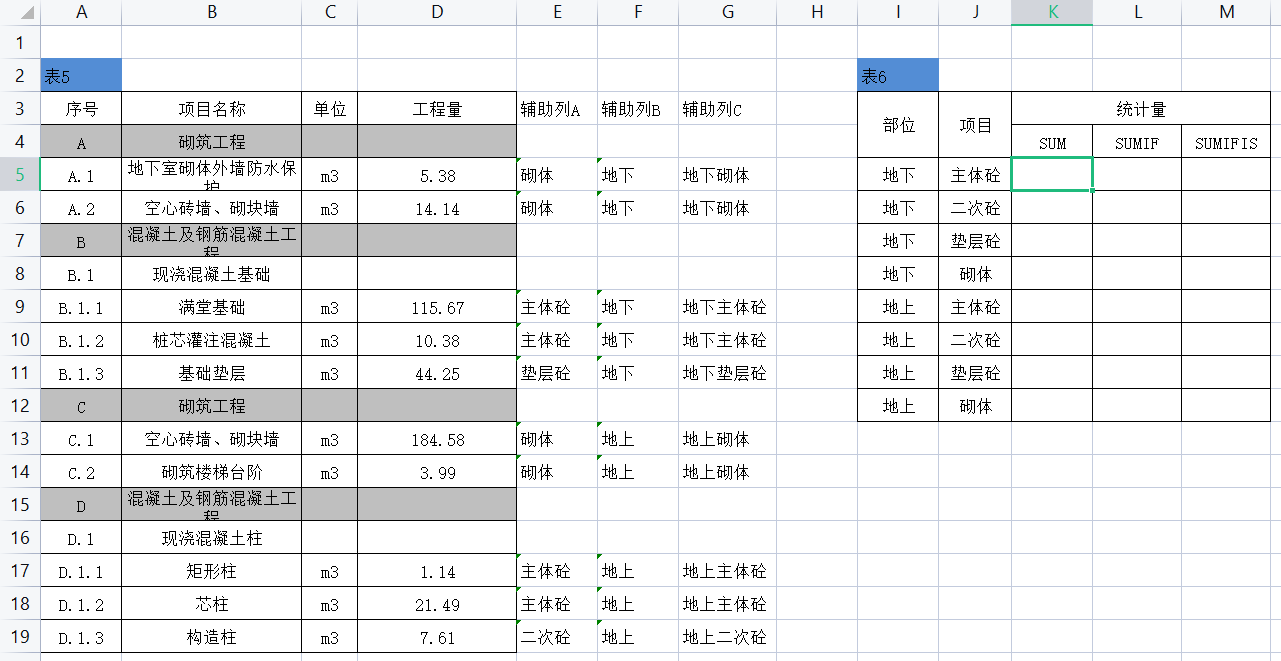 A B C D E F G H I J K L M
1
2 表5 表6
3 序号 项目名称 单位 工程量 辅助列A 辅助列B 辅助列C 部位 项目 统计量
4 A 砌筑工程 SUM SUMIF SUMIFIS
5 A.1 地下室砌体外墙防水保 m3 5.38 砌体 地下 地下砌体 地下 主体砼
护
6 A.2 空心砖墙、砌块墙 m3 14.14 砌体 地下 地下砌体 地下 二次砼
7 B 混凝土及钢筋混凝土工 地下 垫层砼
程
8 B.1 现浇混凝土基础 地下 砌体
9 B.1.1 满堂基础 m3 115.67 主体砼 地下 地下主体砼 地上 主体砼
10 B.1.2 桩芯灌注混凝土 m3 10.38 主体砼 地下 地下主体砼 地上 二次砼
11 B.1.3 基础垫层 m3 44.25 垫层砼 地下 地下垫层砼 地上 垫层砼
12 C 砌筑工程 地上 砌体
13 C.1 空心砖墙、砌块墙 m3 184.58 砌体 地上 地上砌体
14 C.2 砌筑楼梯台阶 m3 3.99 砌体 地上 地上砌体
15 D 混凝土及钢筋混凝土工
程
16 D.1 现浇混凝土柱
17 D.1.1 矩形柱 m3 1.14 主体砼 地上 地上主体砼
18 D.1.2 芯柱 m3 21.49 主体砼 地上 地上主体砼
19 D.1.3 构造柱 m3 7.61 二次砼 地上 地上二次砼